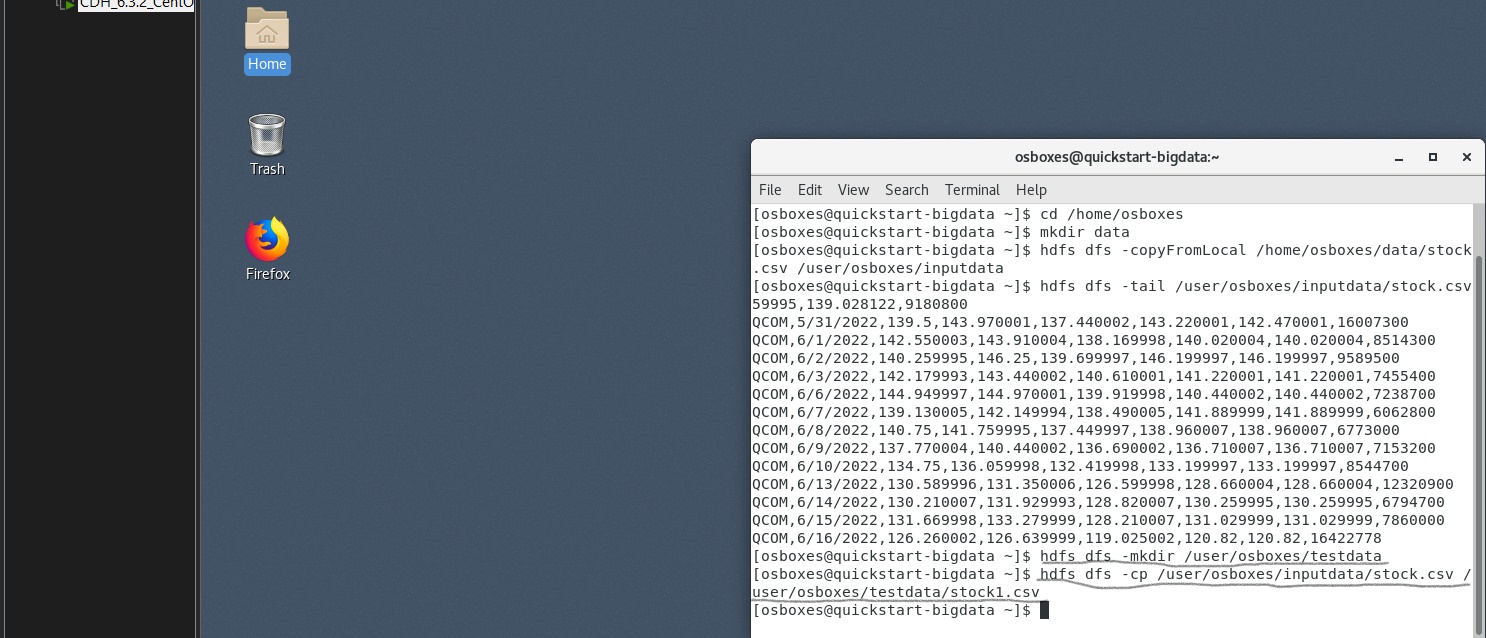 CDH_6.3.2_CentO
Home
Trash
Firefox
osboxes@quickstart-bigdata:~
File Edit View Search Terminal Help
[osboxes@quickstart-bigdata ~]$ cd /home/osboxes
[osboxes@quickstart-bigdata ~]$ mkdir data
[osboxes@quickstart-bigdata ~]$ hdfs dfs -copyFromLocal /home/osboxes/data/stock
.csv /user/osboxes/inputdata
[osboxes@quickstart-bigdata ~]$ hdfs dfs -tail /user/osboxes/inputdata/stock.csv
59995,139.028122,9180800
QCOM,5/31/2022,139.5,143.970001,137.440002,143.220001,142.470001,16007300
QCOM,6/1/2022,142.550003,143.910004,138.169998,140.020004,140.020004,8514300
QCOM,6/2/2022,140.259995,146.25,139.699997,146.199997,146.199997,9589500
QCOM,6/3/2022,142.179993,143.440002,140.610001,141.220001,141.220001,7455400
QCOM,6/6/2022,144.949997,144.970001,139.919998,140.440002,140.440002,7238700
QCOM,6/7/2022,139.130005,142.149994,138.490005,141.889999,141.889999,6062800
QCOM,6/8/2022,140.75,141.759995,137.449997,138.960007,138.960007,6773000
QCOM,6/9/2022,137.770004,140.440002,136.690002,136.710007,136.710007,7153200
QCOM,6/10/2022,134.75,136.059998,132.419998,133.199997,133.199997,8544700
QCOM,6/13/2022,130.589996,131.350006,126.599998,128.660004,128.660004,12320900
QCOM,6/14/2022,130.210007,131.929993,128.820007,130.259995,130.259995,6794700
QCOM,6/15/2022,131.669998,133.279999,128.210007,131.029999,131.029999,7860000
QCOM,6/16/2022,126.260002,126.639999,119.025002,120.82,120.82,16422778
[osboxes@quickstart-bigdata ~]$ hdfs dfs -mkdir /user/osboxes/testdata
[osboxes@quickstart-bigdata ~]$ hdfs dfs -cp /user/osboxes/inputdata/stock.csv /
user/osboxes/testdata/stock1.csv
[osboxes@quickstart-bigdata ~]$